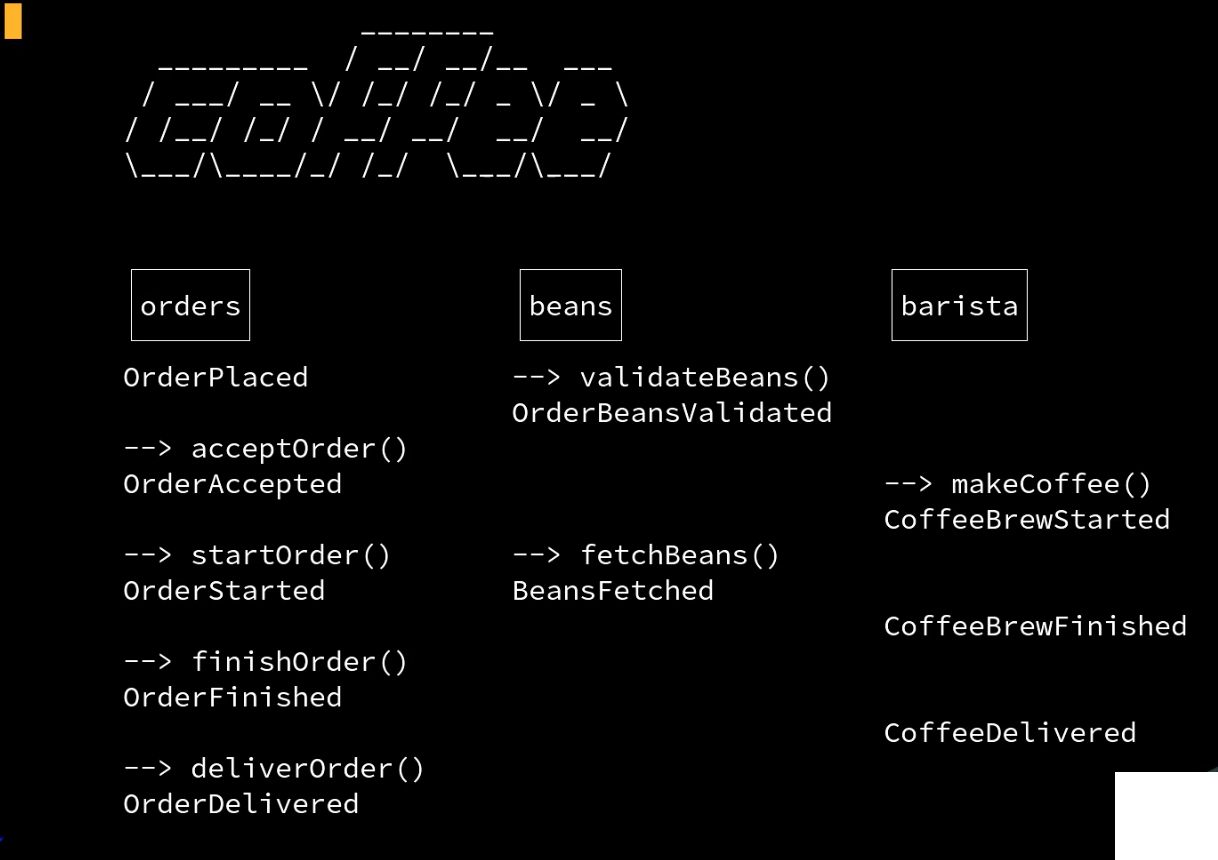 coffee
orders beans barista
OrderPlaced --> validateBeans()
OrderBeansValidated
--> acceptOrder()
OrderAccepted --> makeCoffee()
CoffeeBrewStarted
--> startOrder() --> fetchBeans()
OrderStarted BeansFetched
CoffeeBrewFinished
--> finishOrder()
OrderFinished
CoffeeDelivered
--> deliverOrder()
OrderDelivered